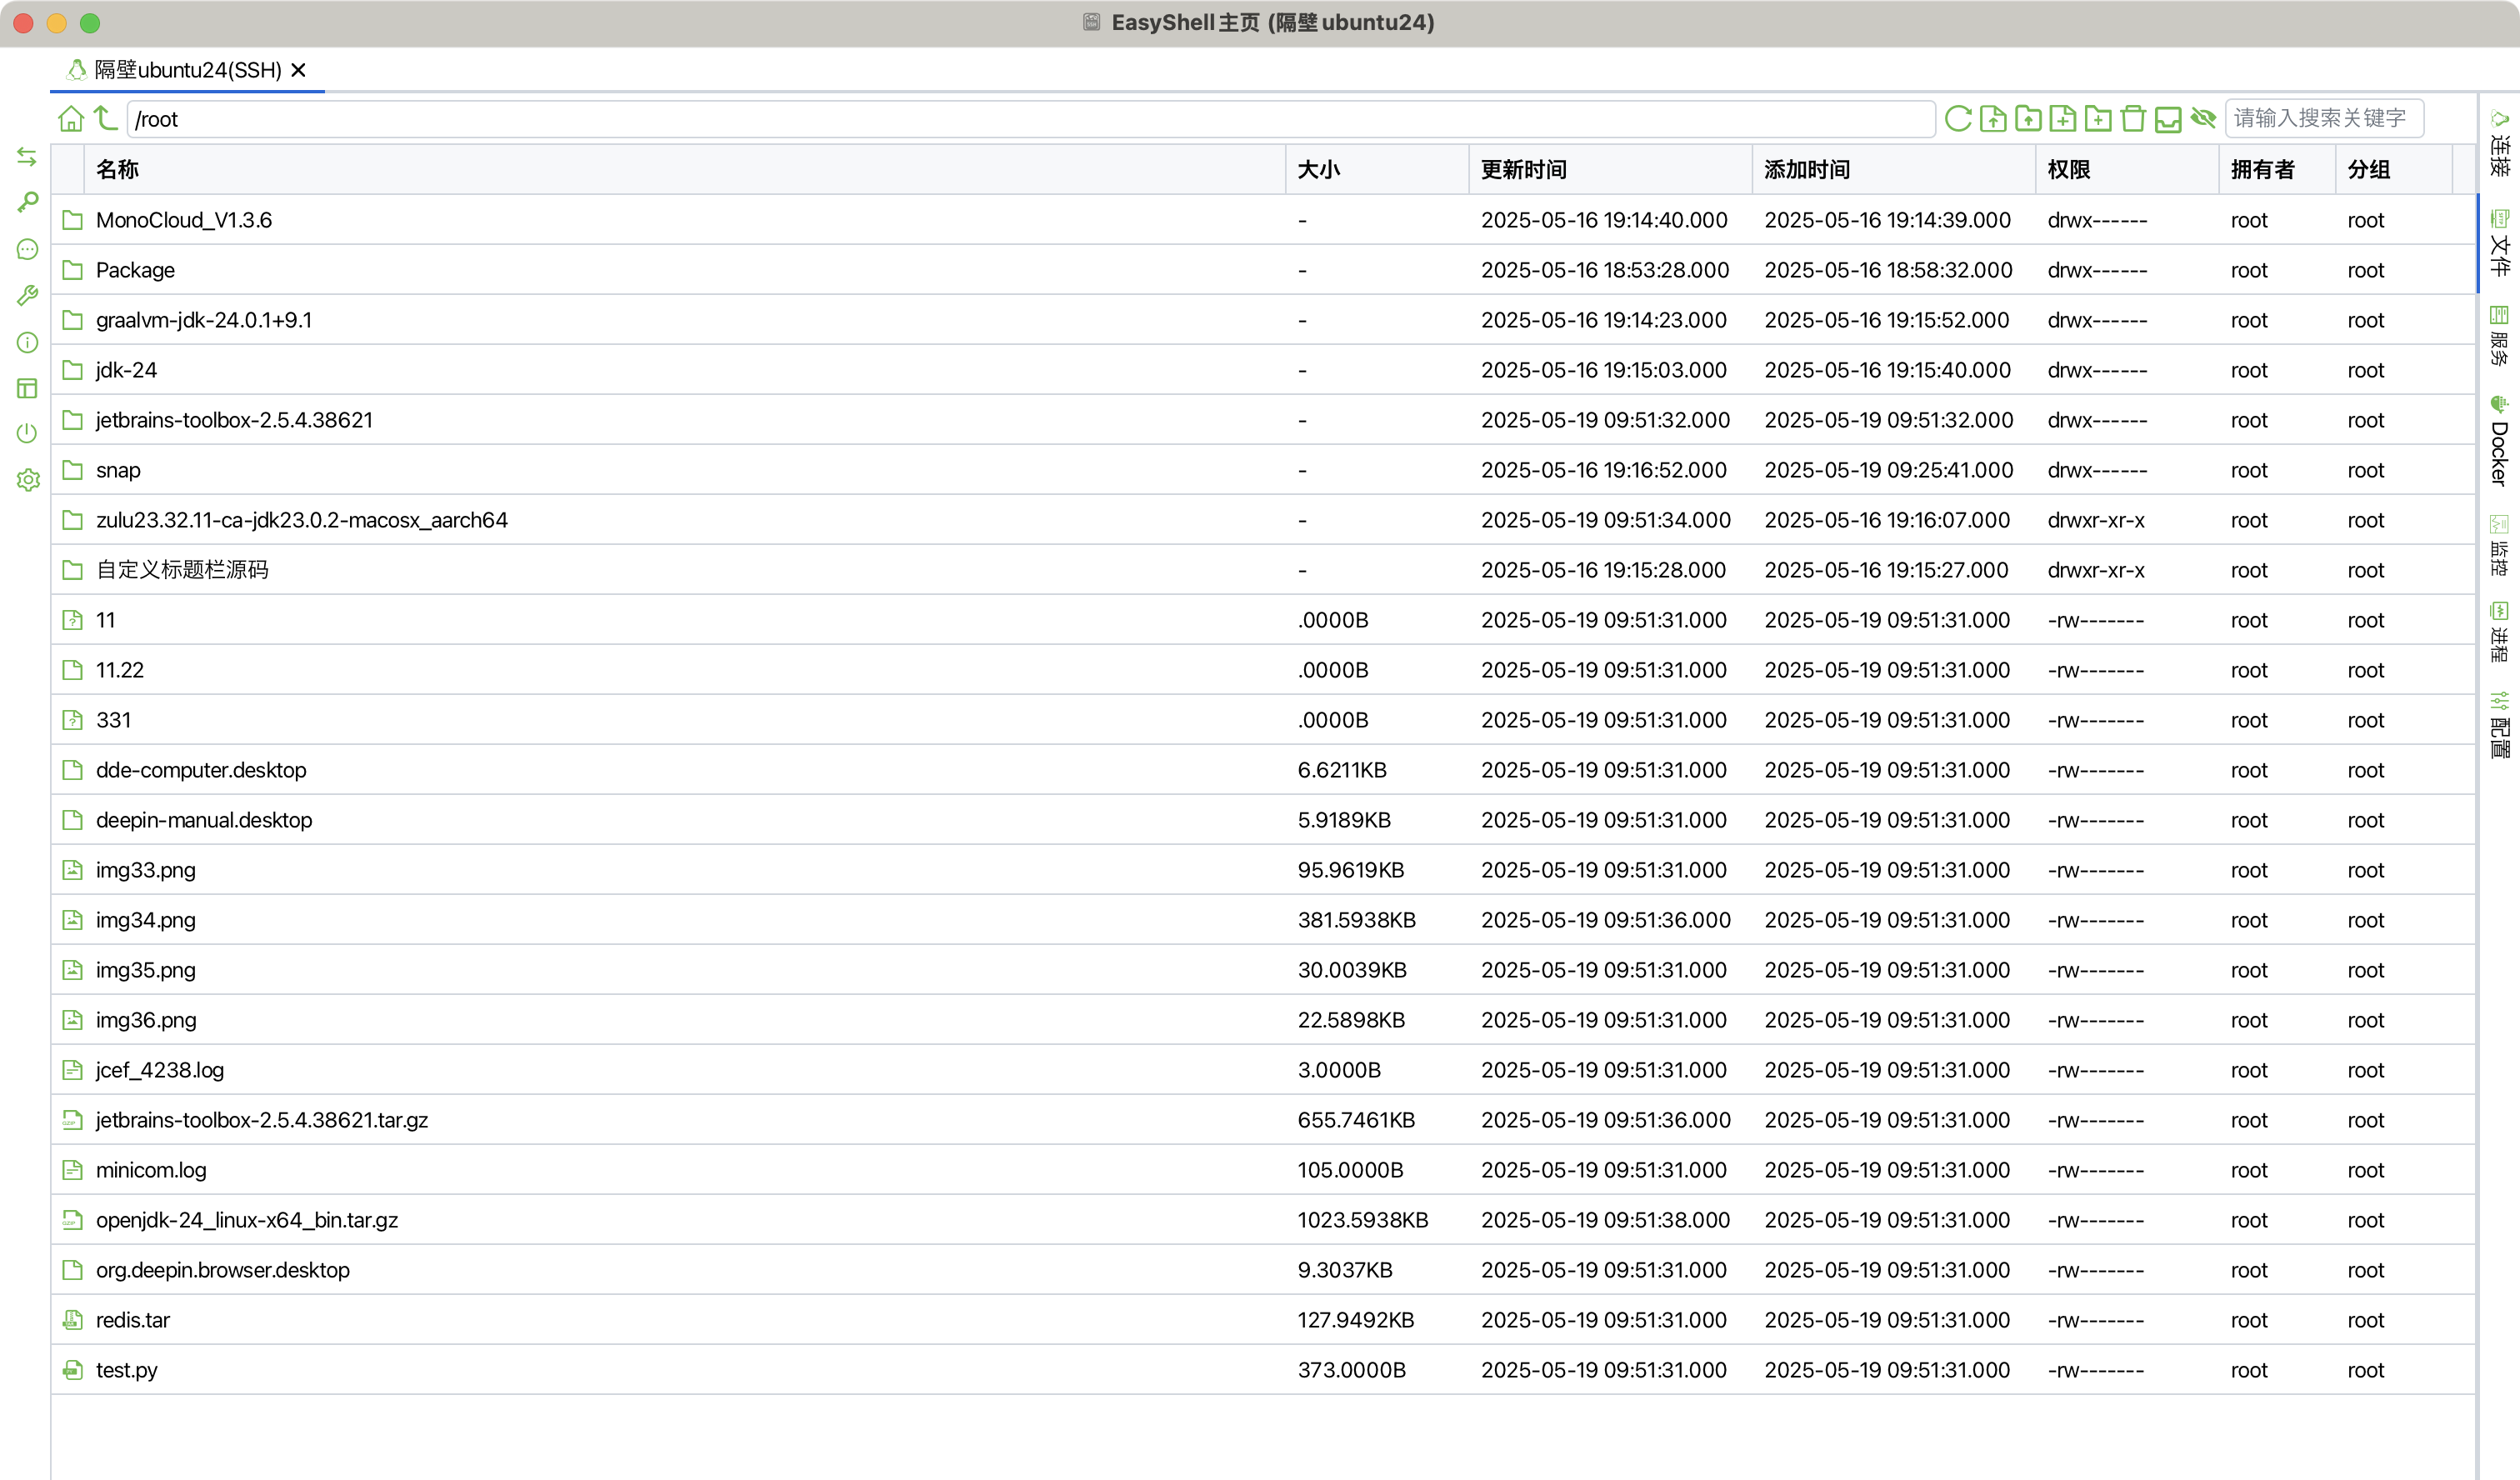 EasyShell主页 (隔壁ubuntu24)
隔壁ubuntu24(SSH)
/root
请输入搜索关键字
名称 大小 更新时间 添加时间 权限 拥有者 分组
MonoCloud_V1.3.6 - 2025-05-16 19:14:40.000 2025-05-16 19:14:39.000 drwx------ root root
Package - 2025-05-16 18:53:28.000 2025-05-16 18:58:32.000 drwx------ root root
graalvm-jdk-24.0.1+9.1 - 2025-05-16 19:14:23.000 2025-05-16 19:15:52.000 drwx------ root root
jdk-24 - 2025-05-16 19:15:03.000 2025-05-16 19:15:40.000 drwx------ root root
jetbrains-toolbox-2.5.4.38621 - 2025-05-19 09:51:32.000 2025-05-19 09:51:32.000 drwx------ root root
snap - 2025-05-16 19:16:52.000 2025-05-19 09:25:41.000 drwx------ root root
zulu23.32.11-ca-jdk23.0.2-macosx_aarch64 - 2025-05-19 09:51:34.000 2025-05-16 19:16:07.000 drwxr-xr-x root root
自定义标题栏源码 - 2025-05-16 19:15:28.000 2025-05-16 19:15:27.000 drwxr-xr-x root root
11 .0000B 2025-05-19 09:51:31.000 2025-05-19 09:51:31.000 -rw------- root root
11.22 .0000B 2025-05-19 09:51:31.000 2025-05-19 09:51:31.000 -rw------- root root
331 .0000B 2025-05-19 09:51:31.000 2025-05-19 09:51:31.000 -rw------- root root
dde-computer.desktop 6.6211KB 2025-05-19 09:51:31.000 2025-05-19 09:51:31.000 -rw------- root root
deepin-manual.desktop 5.9189KB 2025-05-19 09:51:31.000 2025-05-19 09:51:31.000 -rw------- root root
img33.png 95.9619KB 2025-05-19 09:51:31.000 2025-05-19 09:51:31.000 -rw------- root root
img34.png 381.5938KB 2025-05-19 09:51:36.000 2025-05-19 09:51:31.000 -rw------- root root
img35.png 30.0039KB 2025-05-19 09:51:31.000 2025-05-19 09:51:31.000 -rw------- root root
img36.png 22.5898KB 2025-05-19 09:51:31.000 2025-05-19 09:51:31.000 -rw------- root root
jcef_4238.log 3.0000B 2025-05-19 09:51:31.000 2025-05-19 09:51:31.000 -rw------- root root
jetbrains-toolbox-2.5.4.38621.tar.gz 655.7461KB 2025-05-19 09:51:36.000 2025-05-19 09:51:31.000 -rw------- root root
minicom.log 105.0000B 2025-05-19 09:51:31.000 2025-05-19 09:51:31.000 -rw------- root root
openjdk-24_linux-x64_bin.tar.gz 1023.5938KB 2025-05-19 09:51:38.000 2025-05-19 09:51:31.000 -rw------- root root
org.deepin.browser.desktop 9.3037KB 2025-05-19 09:51:31.000 2025-05-19 09:51:31.000 -rw------- root root
redis.tar 127.9492KB 2025-05-19 09:51:31.000 2025-05-19 09:51:31.000 -rw------- root root
test.py 373.0000B 2025-05-19 09:51:31.000 2025-05-19 09:51:31.000 -rw------- root root
连接
文件
服务
Docker
监控
进程
配置